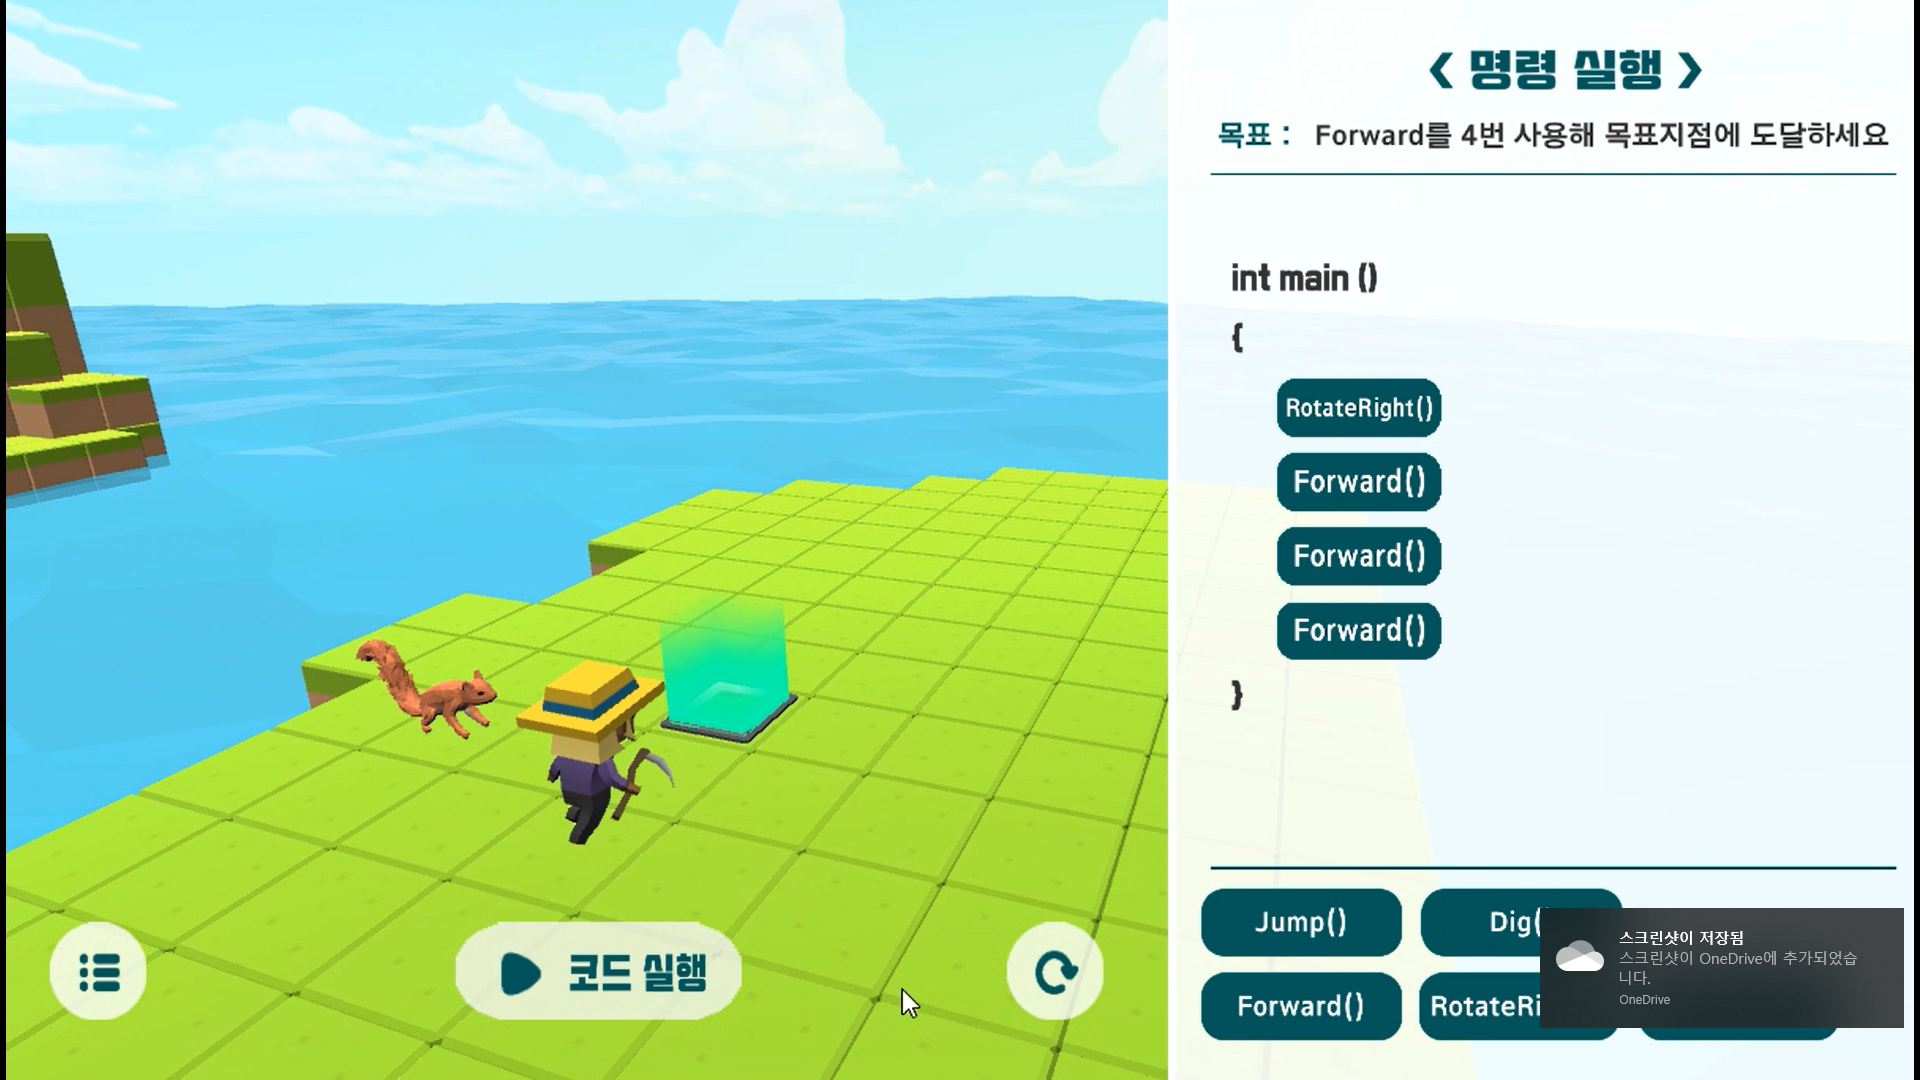 < 명령 실행 >
목표 : Forward를 4번 사용해 목표지점에 도달하세요
int main ()
{
RotateRight()
Forward()
Forward()
Forward()
}
Jump()
Dig(
Forward()
RotateRi
코드 실행
스크린샷이 저장됨
스크린샷이 OneDrive에 추가되었습
니다.
OneDrive